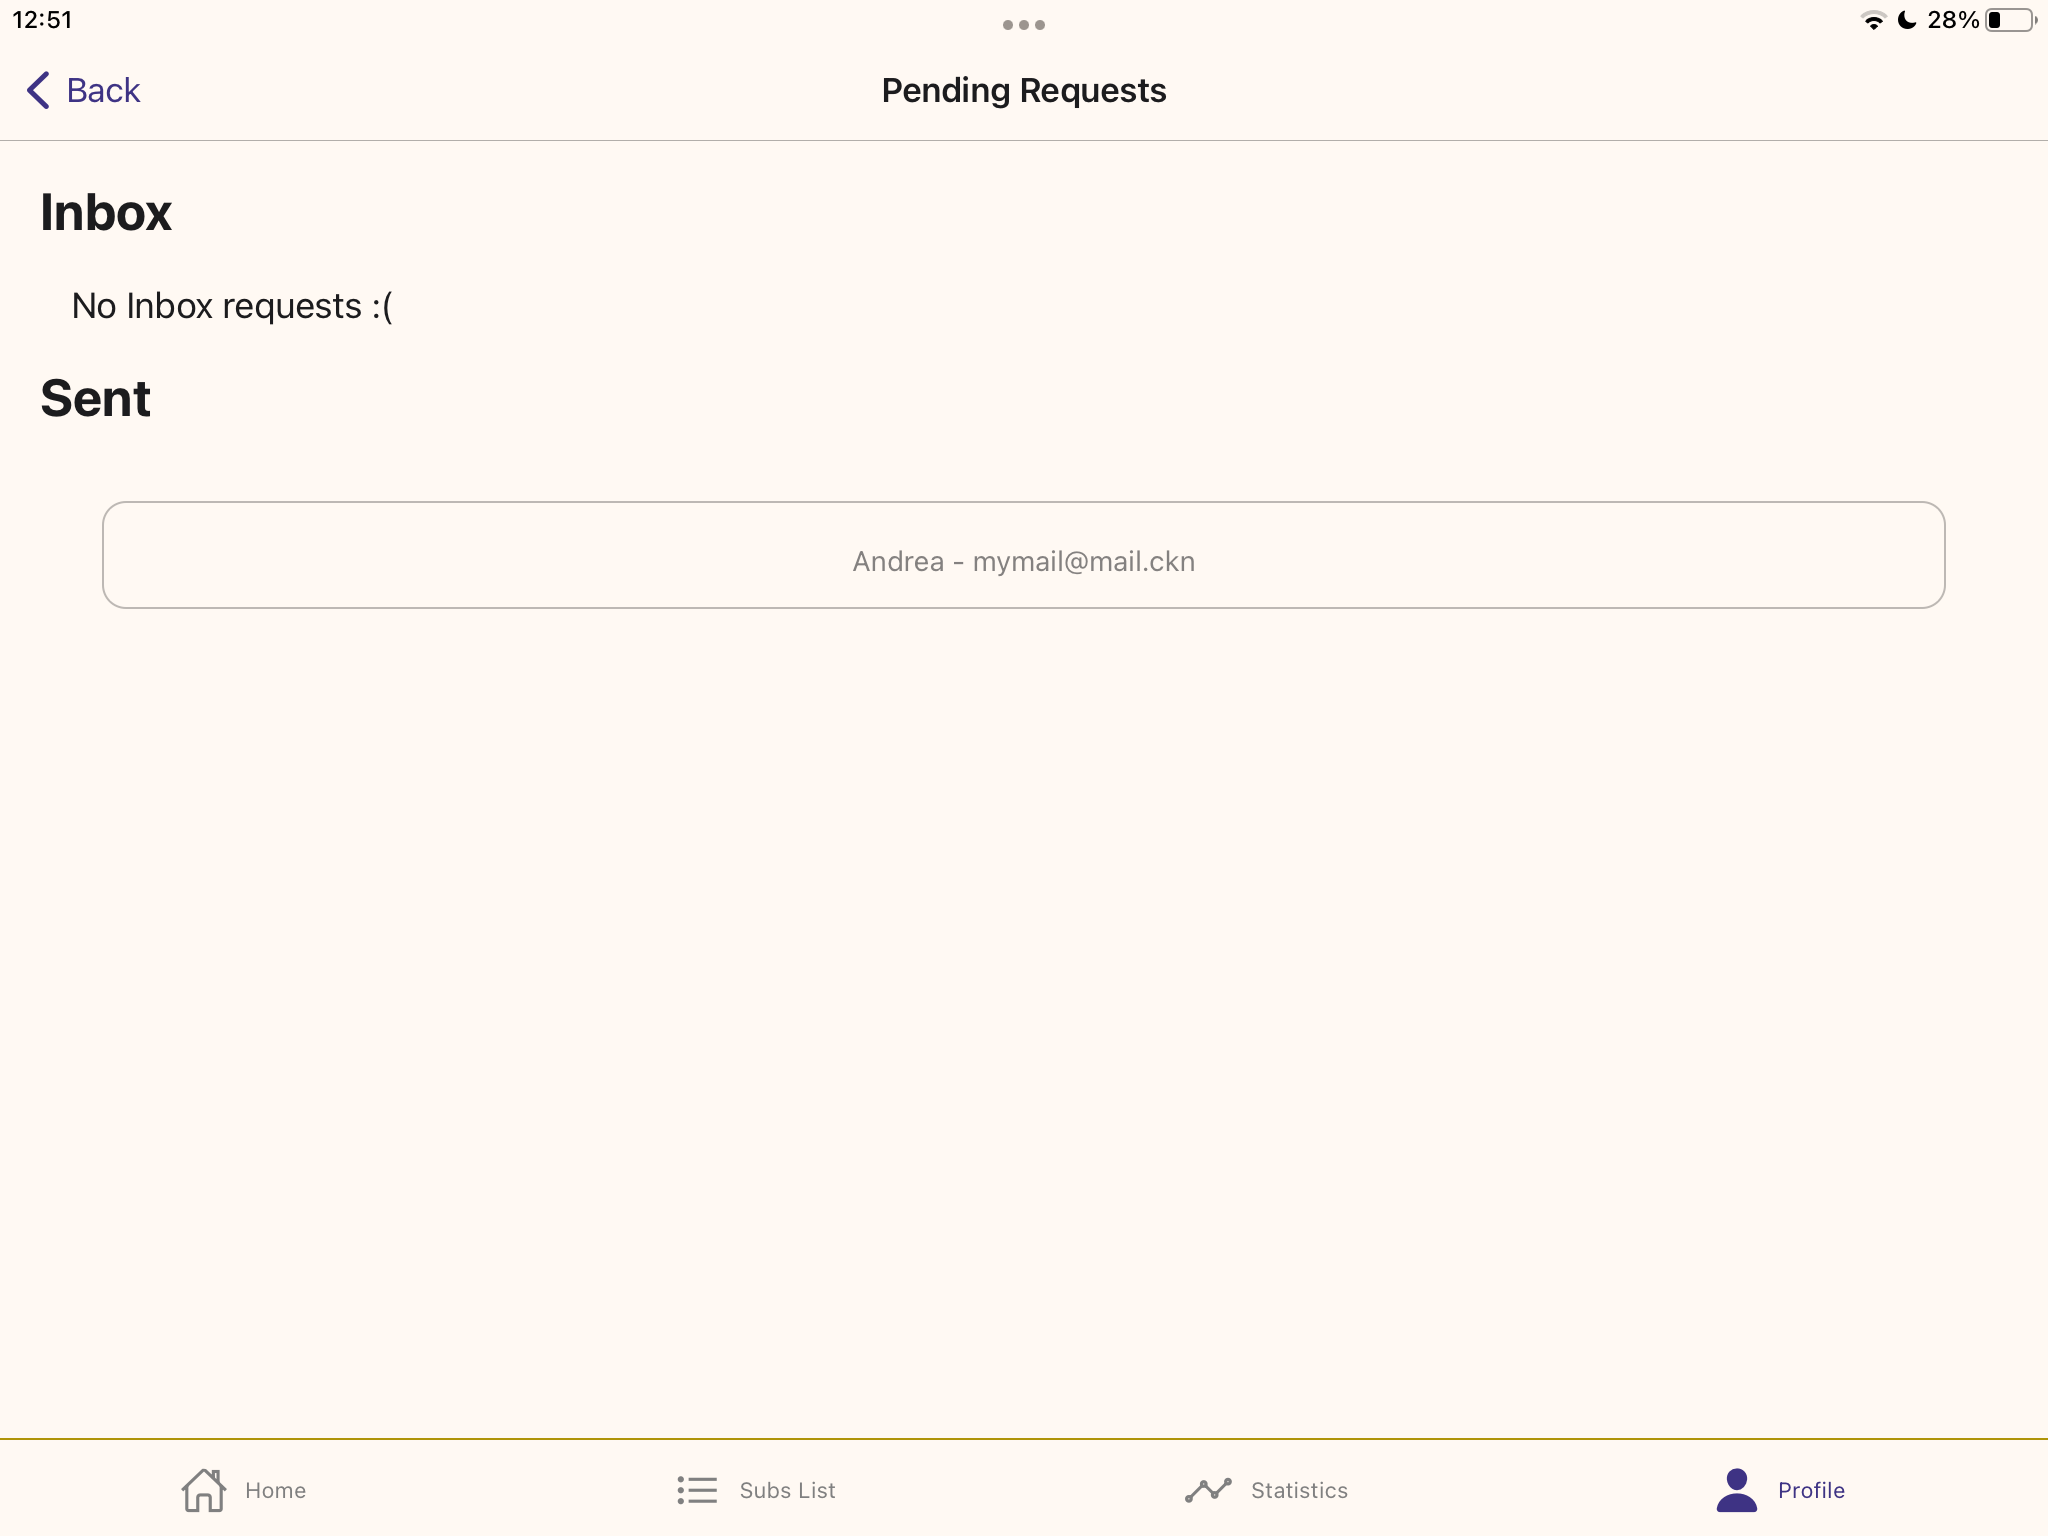 12:51
28%
Back
Pending Requests
Inbox
No Inbox requests :(
Sent
Andrea - mymail@mail.ckn
Home
Subs List
Statistics
Profile